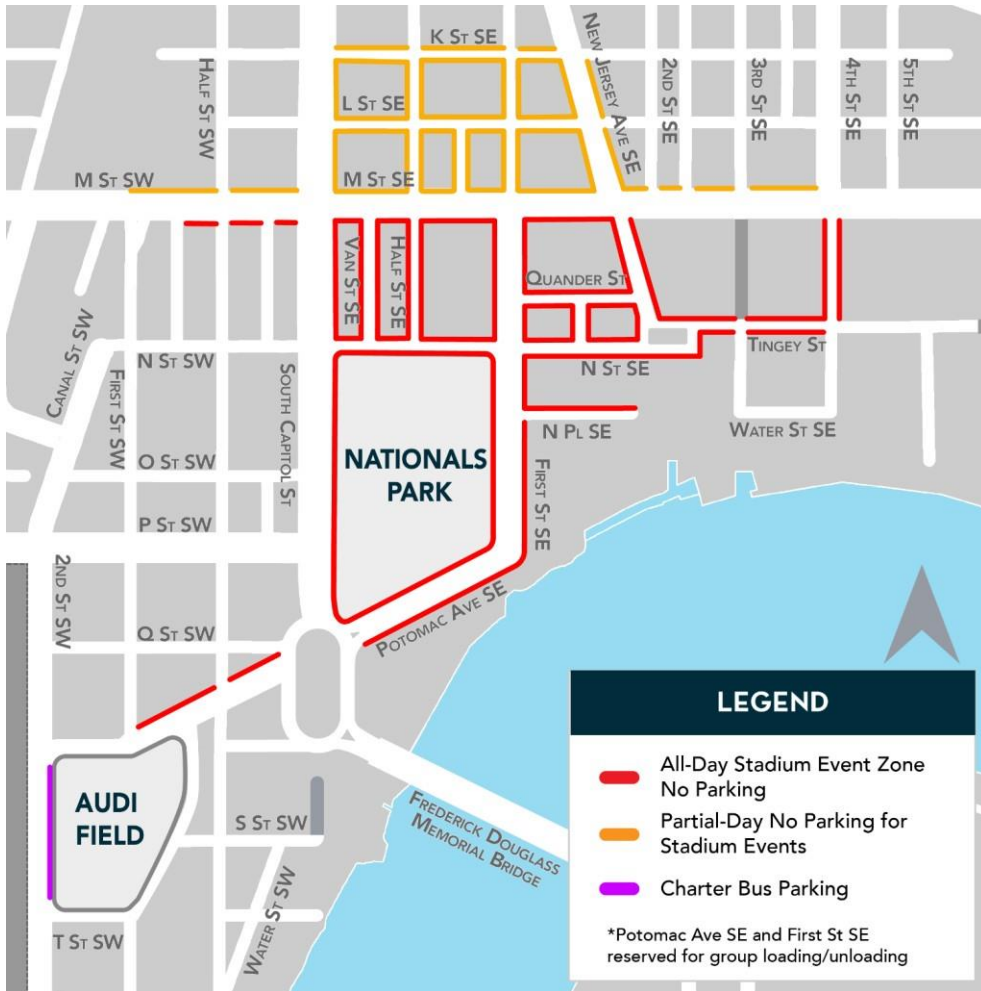 K ST SE
HALF ST SW
L ST SE
NEW JERSEY AVE SE
2ND ST SE
3RD ST SE
4TH ST SE
5TH ST SE
M ST SW
M ST SE
VAN ST SE
HALF ST SE
QUANDER ST
CANAL ST SW
N ST SW
FIRST ST SW
SOUTH CAPITOL ST
N ST SE
TINGEY ST
N PL SE
WATER ST SE
NATIONALS
PARK
O ST SW
P ST SW
FIRST ST SE
2ND ST SW
Q ST SW
POTOMAC AVE SE
AUDI
FIELD
S ST SW
FREDERICK DOUGLASS
MEMORIAL BRIDGE
T ST SW
WATER ST SW
LEGEND
All-Day Stadium Event Zone
No Parking
Partial-Day No Parking for
Stadium Events
Charter Bus Parking
*Potomac Ave SE and First St SE
reserved for group loading/unloading